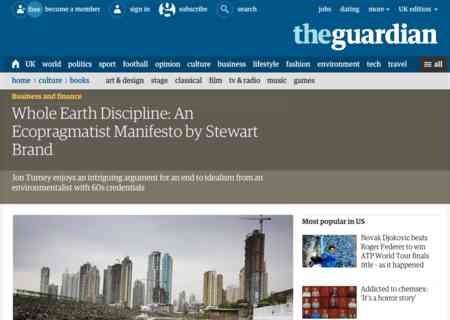 free become a member sign in subscribe search jobs dating more UK edition
theguardian
UK world politics sport football opinion culture business lifestyle fashion environment tech travel all
home › culture › books art & design stage classical film tv & radio music games
Business and finance
Whole Earth Discipline: An
Ecopragmatist Manifesto by Stewart
Brand
Jon Turney enjoys an intriguing argument for an end to idealism from an
environmentalist with 60s credentials
Most popular in US
Novak Djokovic beats
Roger Federer to win
ATP World Tour finals
title - as it happened
Addicted to chemsex:
'It's a horror story'